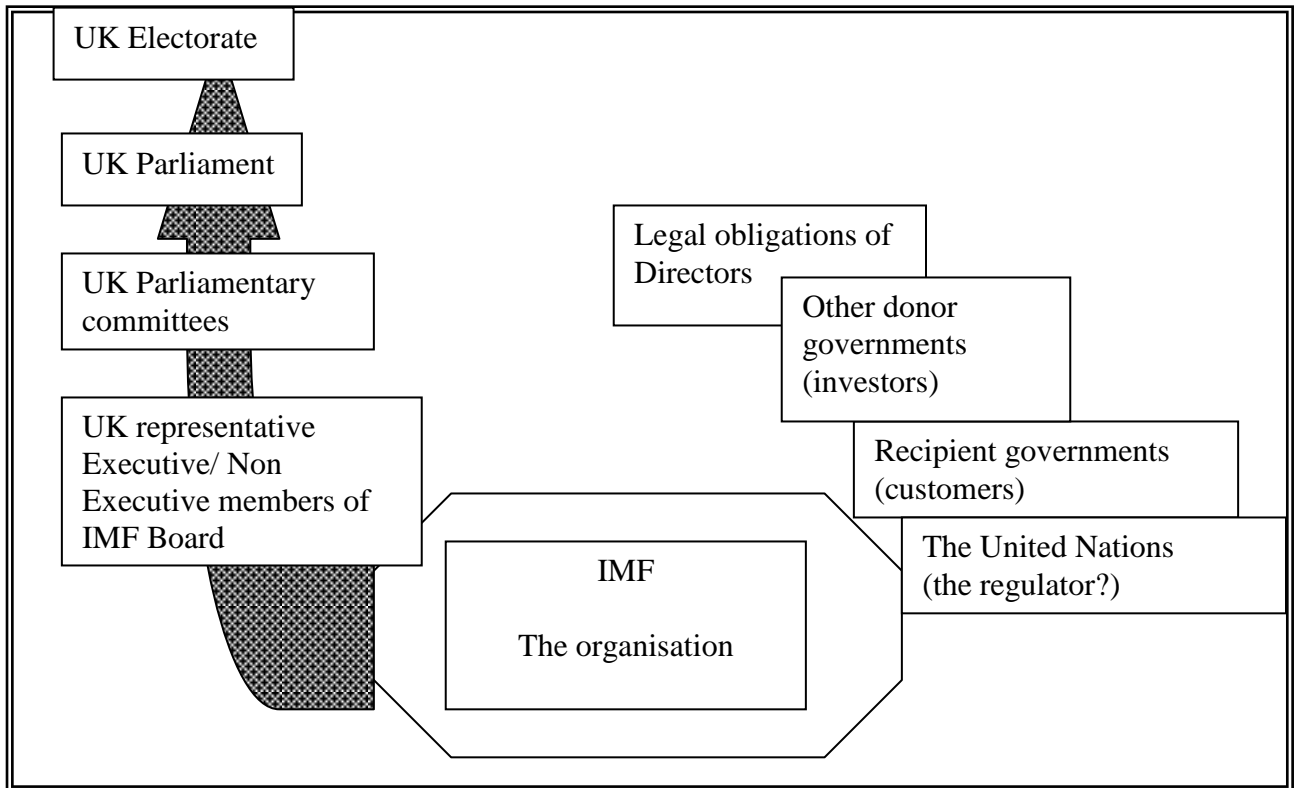 UK Electorate
UK Parliament
UK Parliamentary
committees
UK representative
Executive/ Non
Executive members of
IMF Board
IMF
The organisation
Legal obligations of
Directors
Other donor
governments
(investors)
Recipient governments
(customers)
The United Nations
(the regulator?)